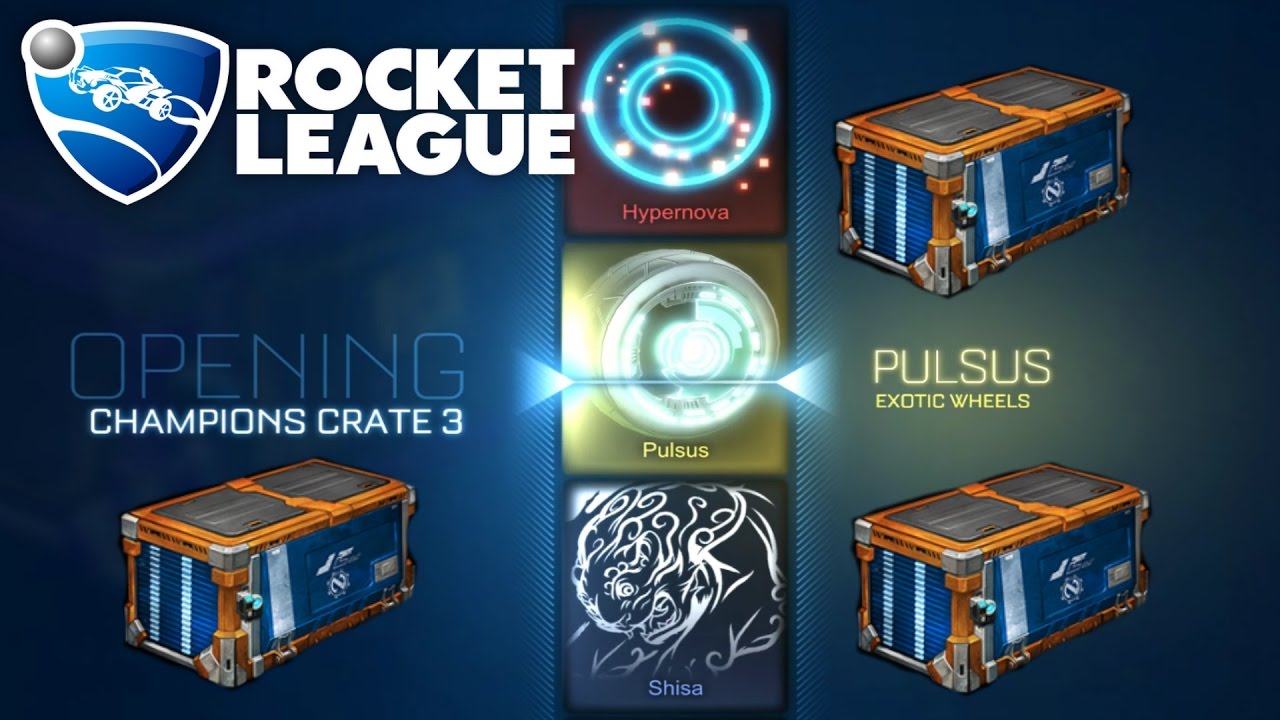 ROCKET
LEAGUE
Hypernova
OPENING
CHAMPIONS CRATE 3
Pulsus
PULSUS
EXOTIC WHEELS
Shisa